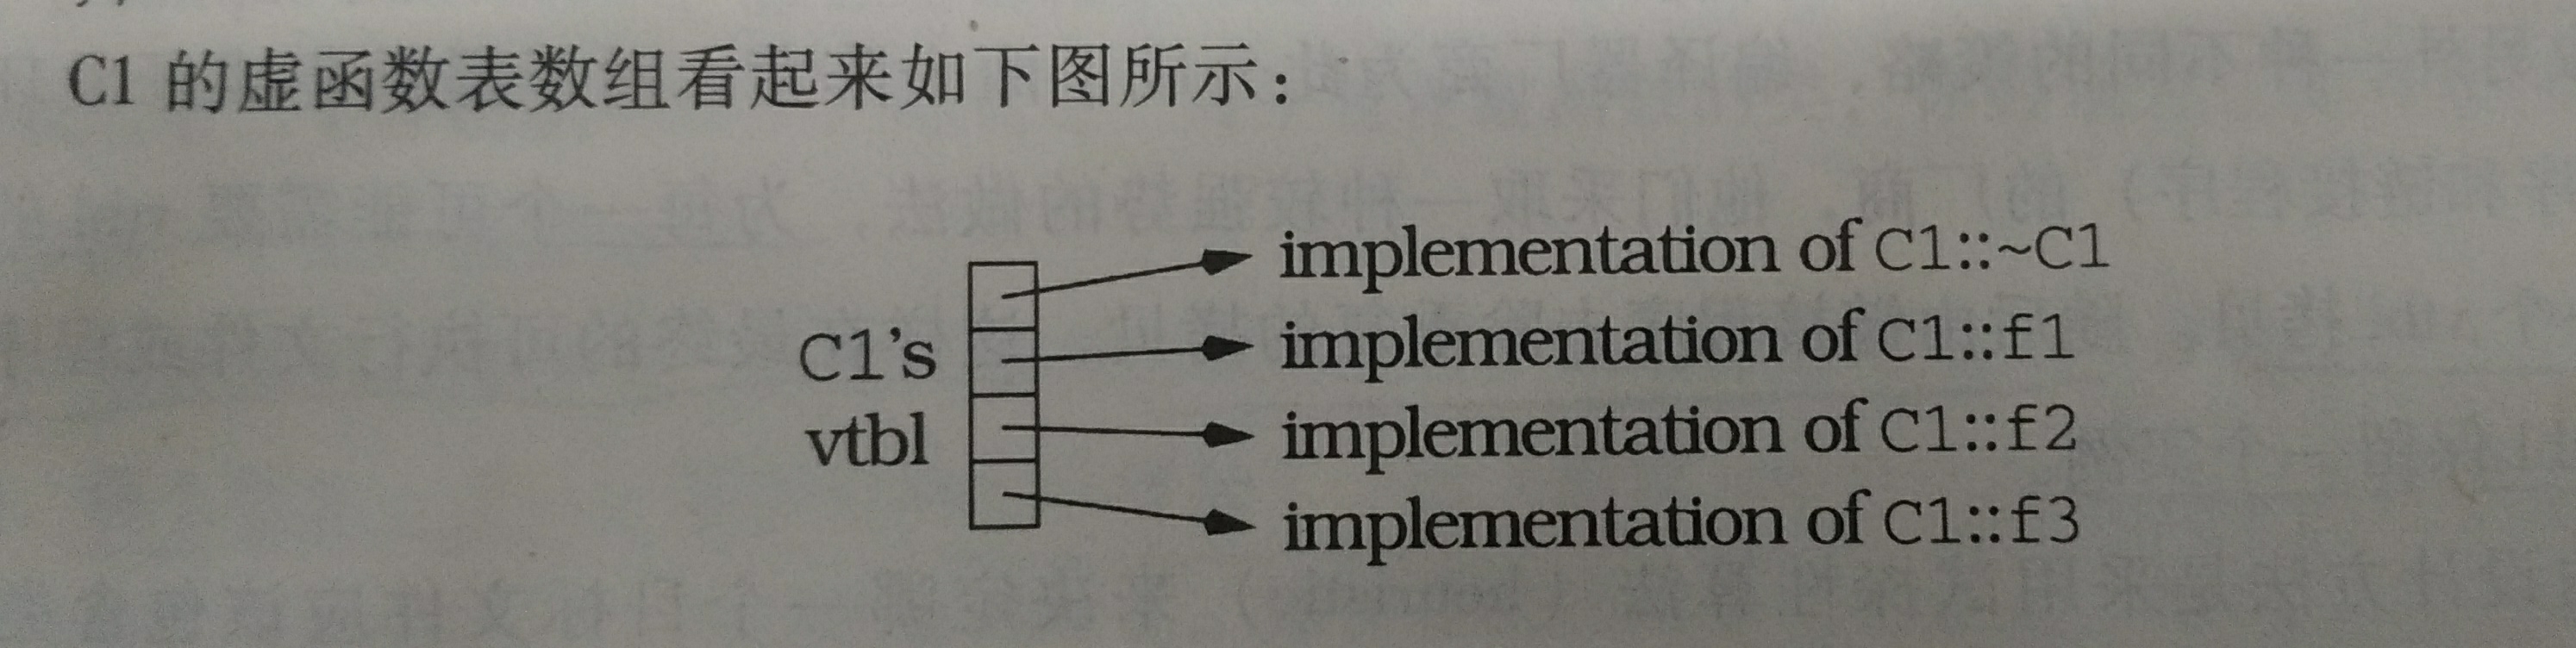 C1 的虚函数表数组看起来如下图所示：
implementation of C1::~C1
C1's
implementation of C1::f1
vtbl
implementation of C1::f2
implementation of C1::f3